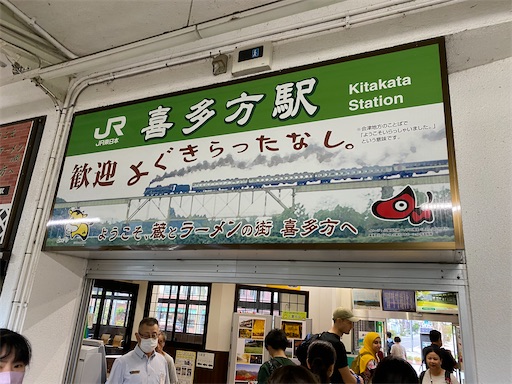 JR
JR東日本
喜多方駅
Kitakata
Station
歓迎 よぐきらったなし。
※会津地方のことばで
「ようこそいらっしゃいました。」
という意味です。
ようこそ、蔵とラーメンの街 喜多方へ